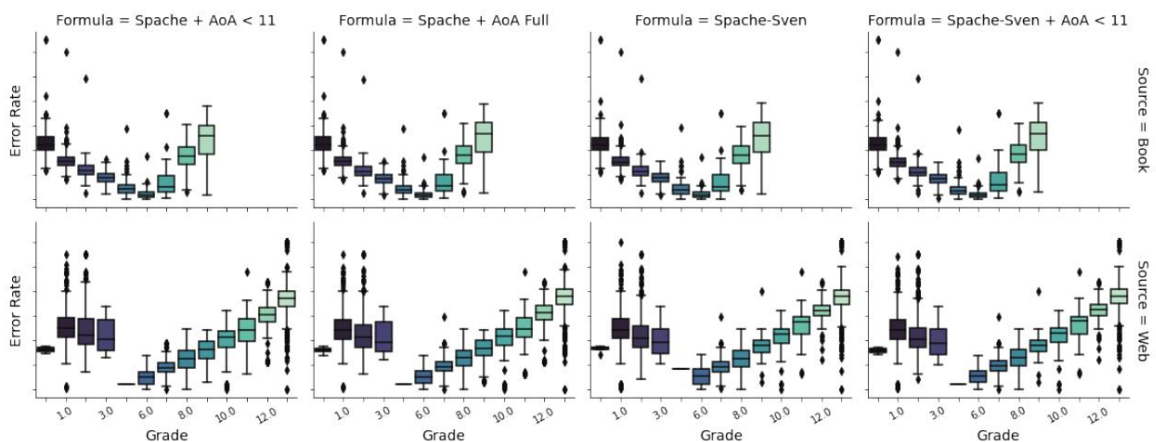 Formula = Spache + AoA < 11
Formula = Spache + AoA Full
Formula = Spache-Sven
Formula = Spache-Sven + AoA < 11
Error Rate
Source = Book
Error Rate
Source = Web
1.0 3.0 6.0 8.0 10.0 12.0
1.0 3.0 6.0 8.0 10.0 12.0
1.0 3.0 6.0 8.0 10.0 12.0
1.0 3.0 6.0 8.0 10.0 12.0
Grade
Grade
Grade
Grade